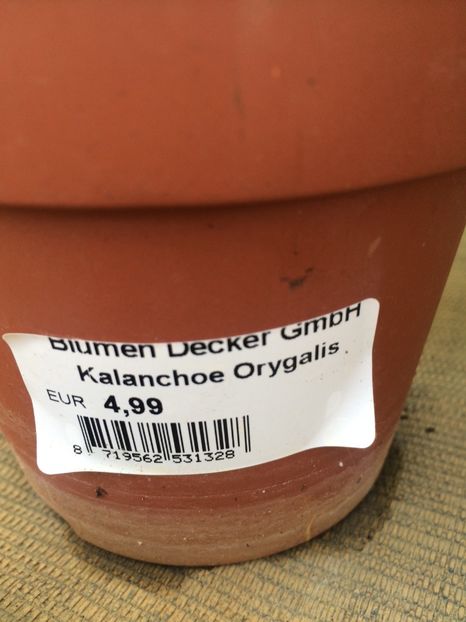 Blumen Decker GmbH
Kalanchoe Orygalis
EUR 4,99
8 719562 531328